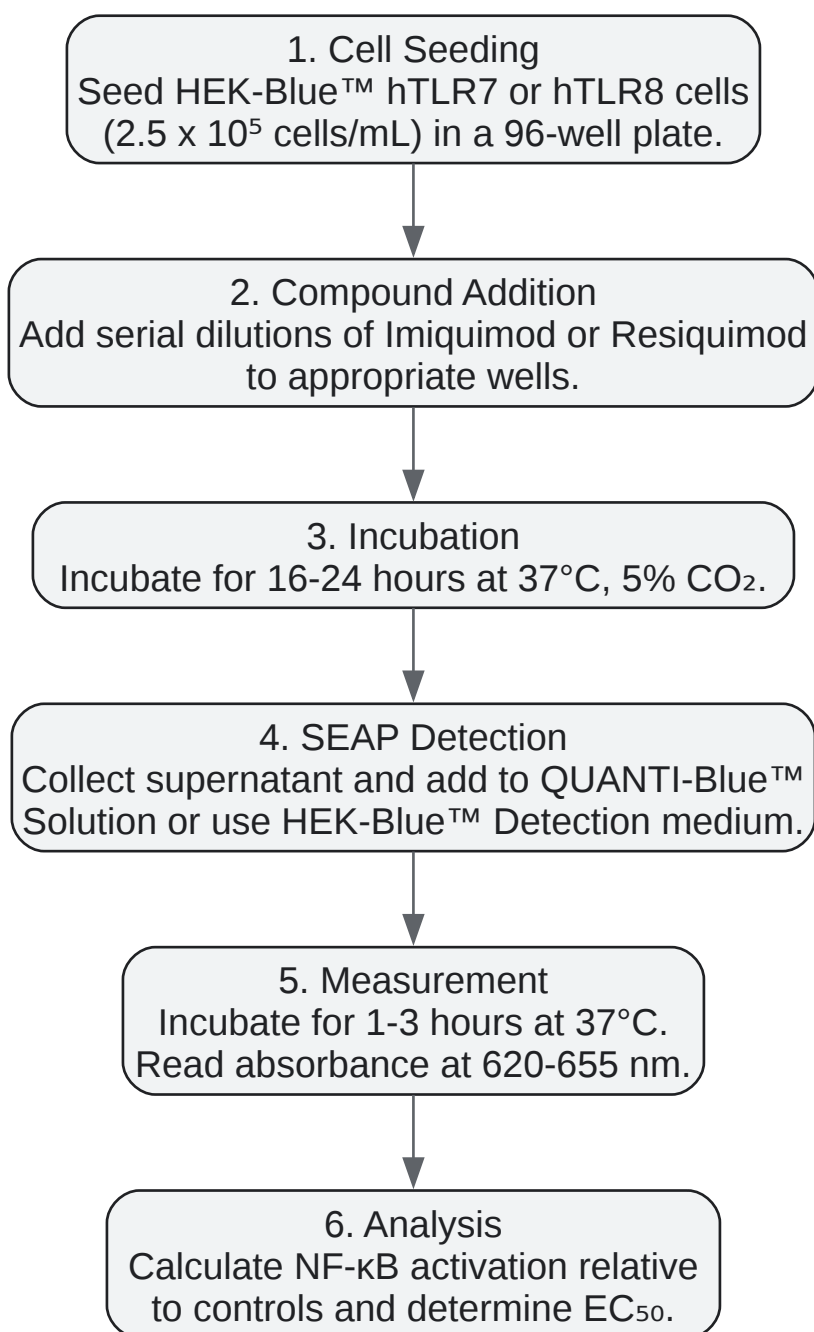 1. Cell Seeding
Seed HEK-Blue™ hTLR7 or hTLR8 cells
(2.5 x 10⁵ cells/mL) in a 96-well plate.
2. Compound Addition
Add serial dilutions of Imiquimod or Resiquimod
to appropriate wells.
3. Incubation
Incubate for 16-24 hours at 37°C, 5% CO₂.
4. SEAP Detection
Collect supernatant and add to QUANTI-Blue™
Solution or use HEK-Blue™ Detection medium.
5. Measurement
Incubate for 1-3 hours at 37°C.
Read absorbance at 620-655 nm.
6. Analysis
Calculate NF-κB activation relative
to controls and determine EC₅₀.